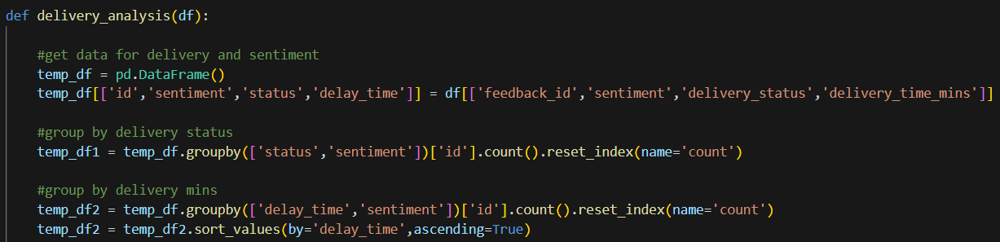 def delivery_analysis(df):
#get data for delivery and sentiment
temp_df = pd.DataFrame()
temp_df[['id','sentiment','status','delay_time']] = df[['feedback_id','sentiment','delivery_status','delivery_time_mins']]
#group by delivery status
temp_df1 = temp_df.groupby(['status','sentiment'])['id'].count().reset_index(name='count')
#group by delivery mins
temp_df2 = temp_df.groupby(['delay_time','sentiment'])['id'].count().reset_index(name='count')
temp_df2 = temp_df2.sort_values(by='delay_time',ascending=True)